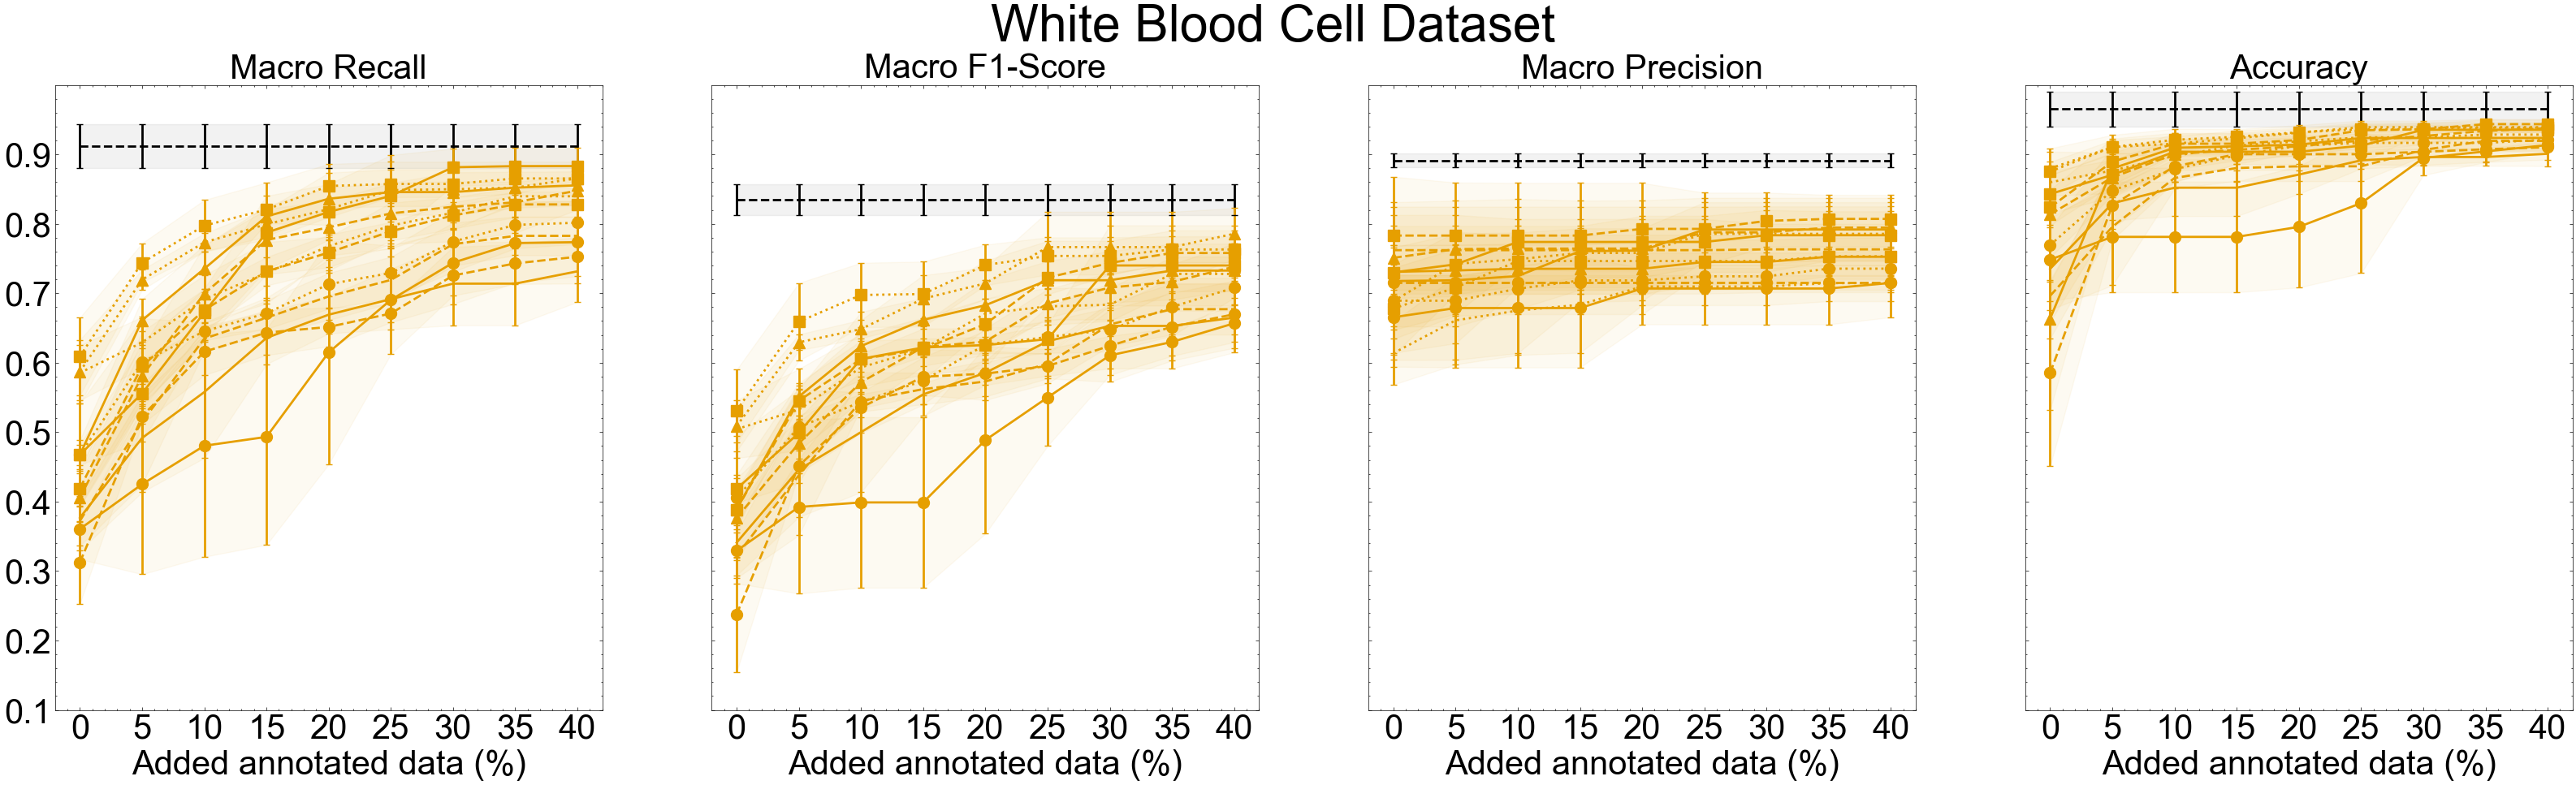 White Blood Cell Dataset
Macro Recall
Macro F1-Score
Macro Precision
Accuracy
0.9
0.8
0.7
0.6
0.5
0.4
0.3
0.2
0.1
0 5 10 15 20 25 30 35 40
0 5 10 15 20 25 30 35 40
0 5 10 15 20 25 30 35 40
0 5 10 15 20 25 30 35 40
Added annotated data (%)
Added annotated data (%)
Added annotated data (%)
Added annotated data (%)